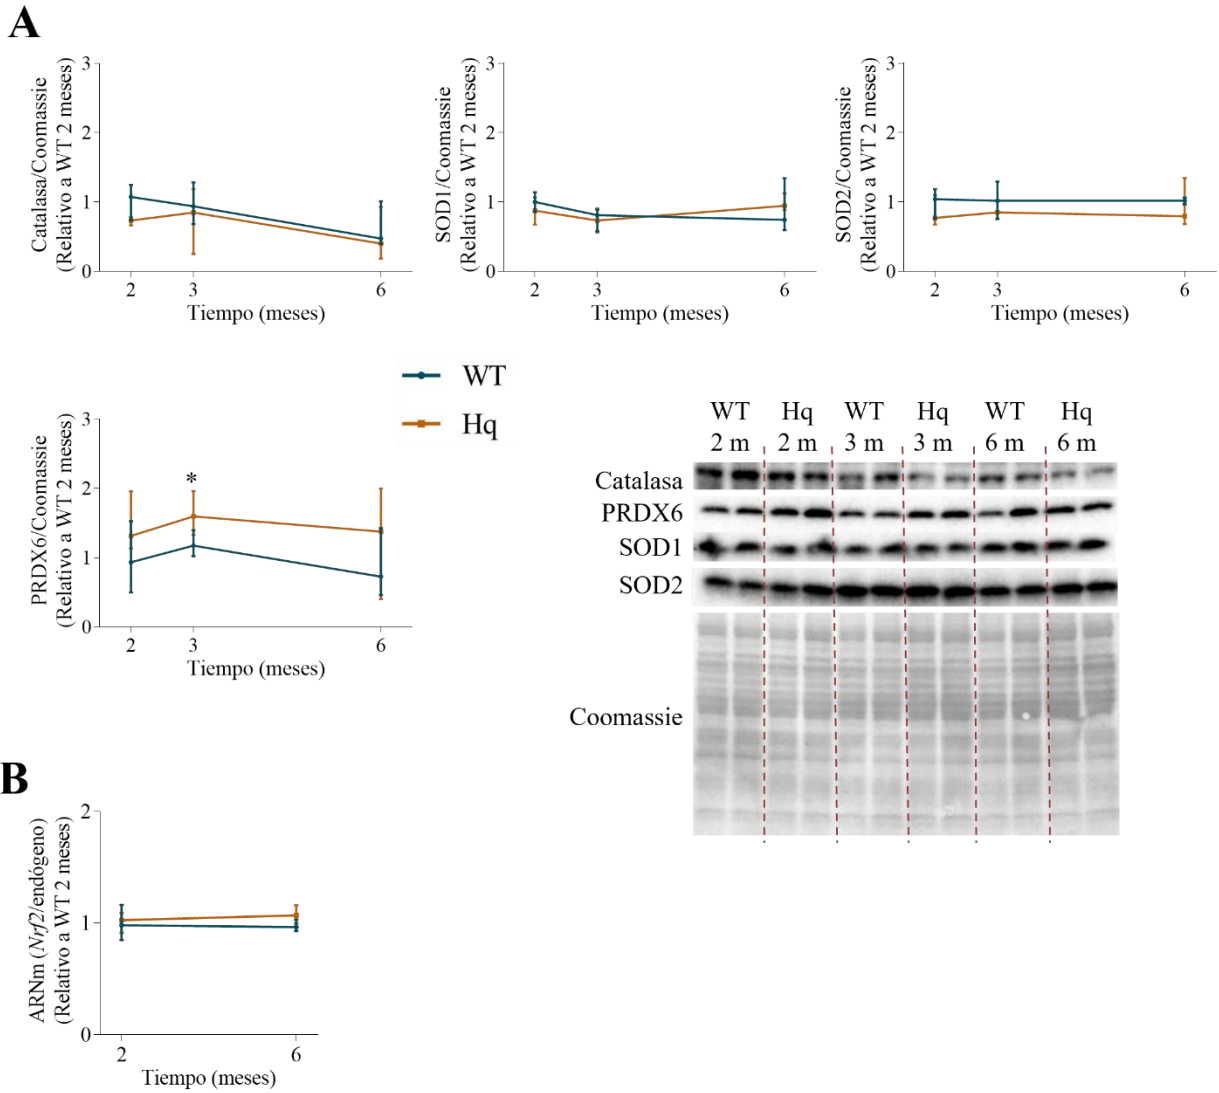 A
Catalasa/Coomassie
(Relativo a WT 2 meses)
3
2
1
0
2 3 6
Tiempo (meses)
SOD1/Coomassie
(Relativo a WT 2 meses)
3
2
1
0
2 3 6
Tiempo (meses)
SOD2/Coomassie
(Relativo a WT 2 meses)
3
2
1
0
2 3 6
Tiempo (meses)
PRDX6/Coomassie
(Relativo a WT 2 meses)
3
2
1
0
*
2 3 6
Tiempo (meses)
WT
Hq
WT Hq WT Hq WT Hq
2 m 2 m 3 m 3 m 6 m 6 m
Catalasa
PRDX6
SOD1
SOD2
Coomassie
B
ARNm (Nrf2/endógeno)
(Relativo a WT 2 meses)
2
1
0
2 6
Tiempo (meses)